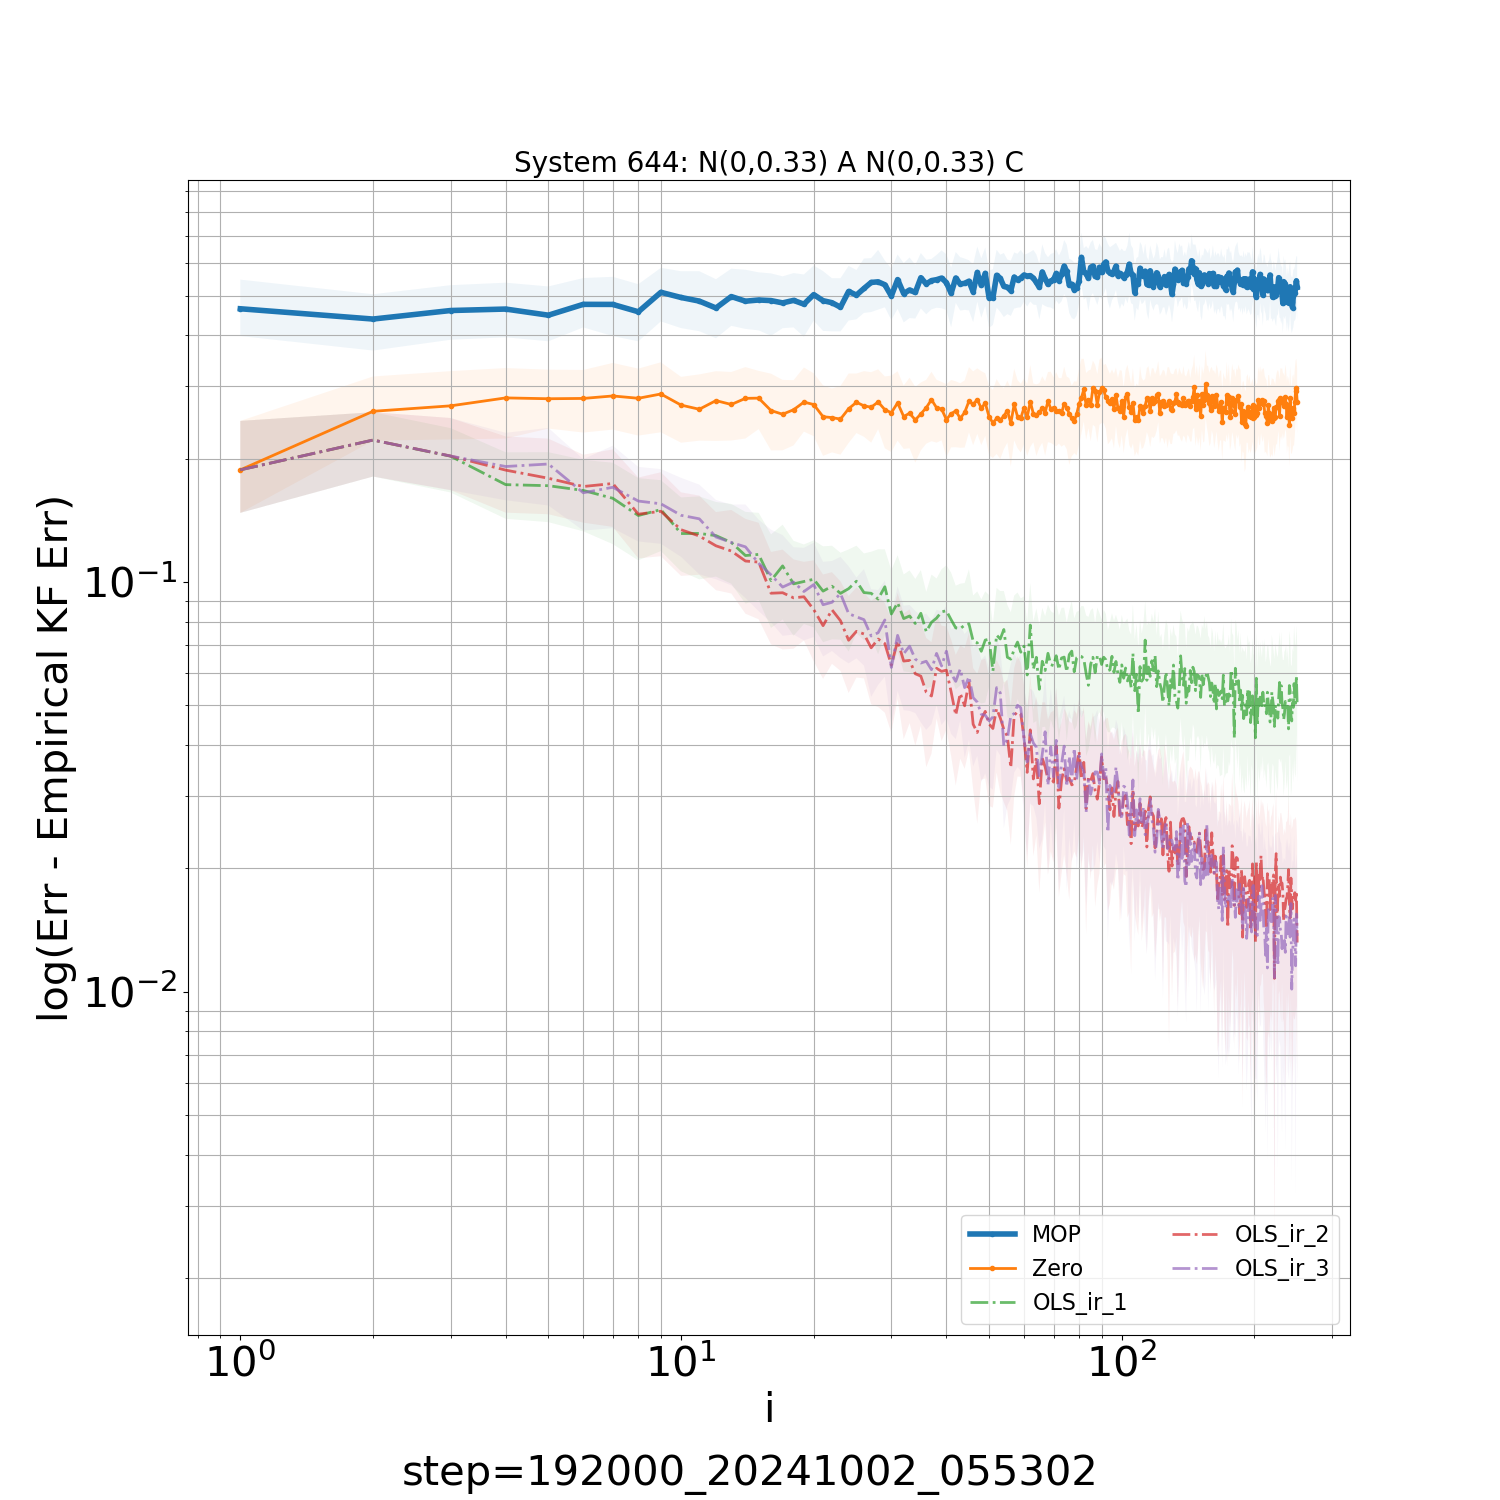 System 644: N(0,0.33) A N(0,0.33) C
log(Err - Empirical KF Err)
10⁻¹
10⁻²
MOP
Zero
OLS_ir_1
OLS_ir_2
OLS_ir_3
10⁰
10¹
10²
i
step=192000_20241002_055302